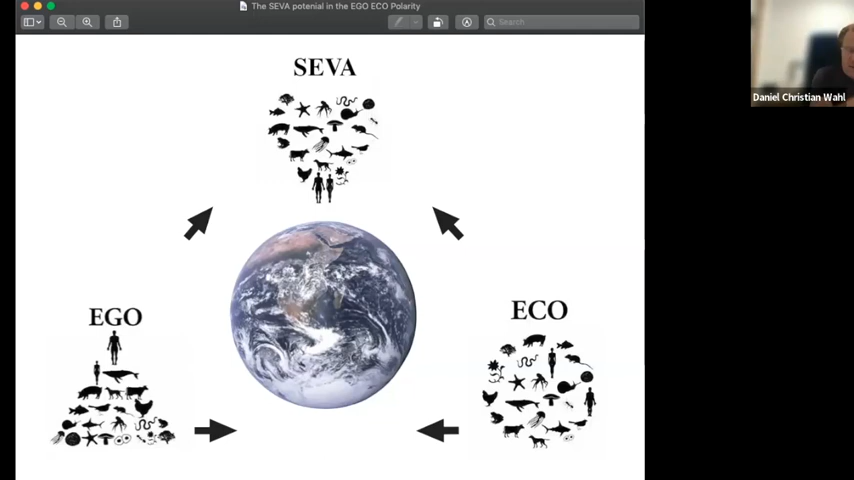 The SEVA potenial in the EGO ECO Polarity
Search
Daniel Christian Wahl
SEVA
EGO
ECO